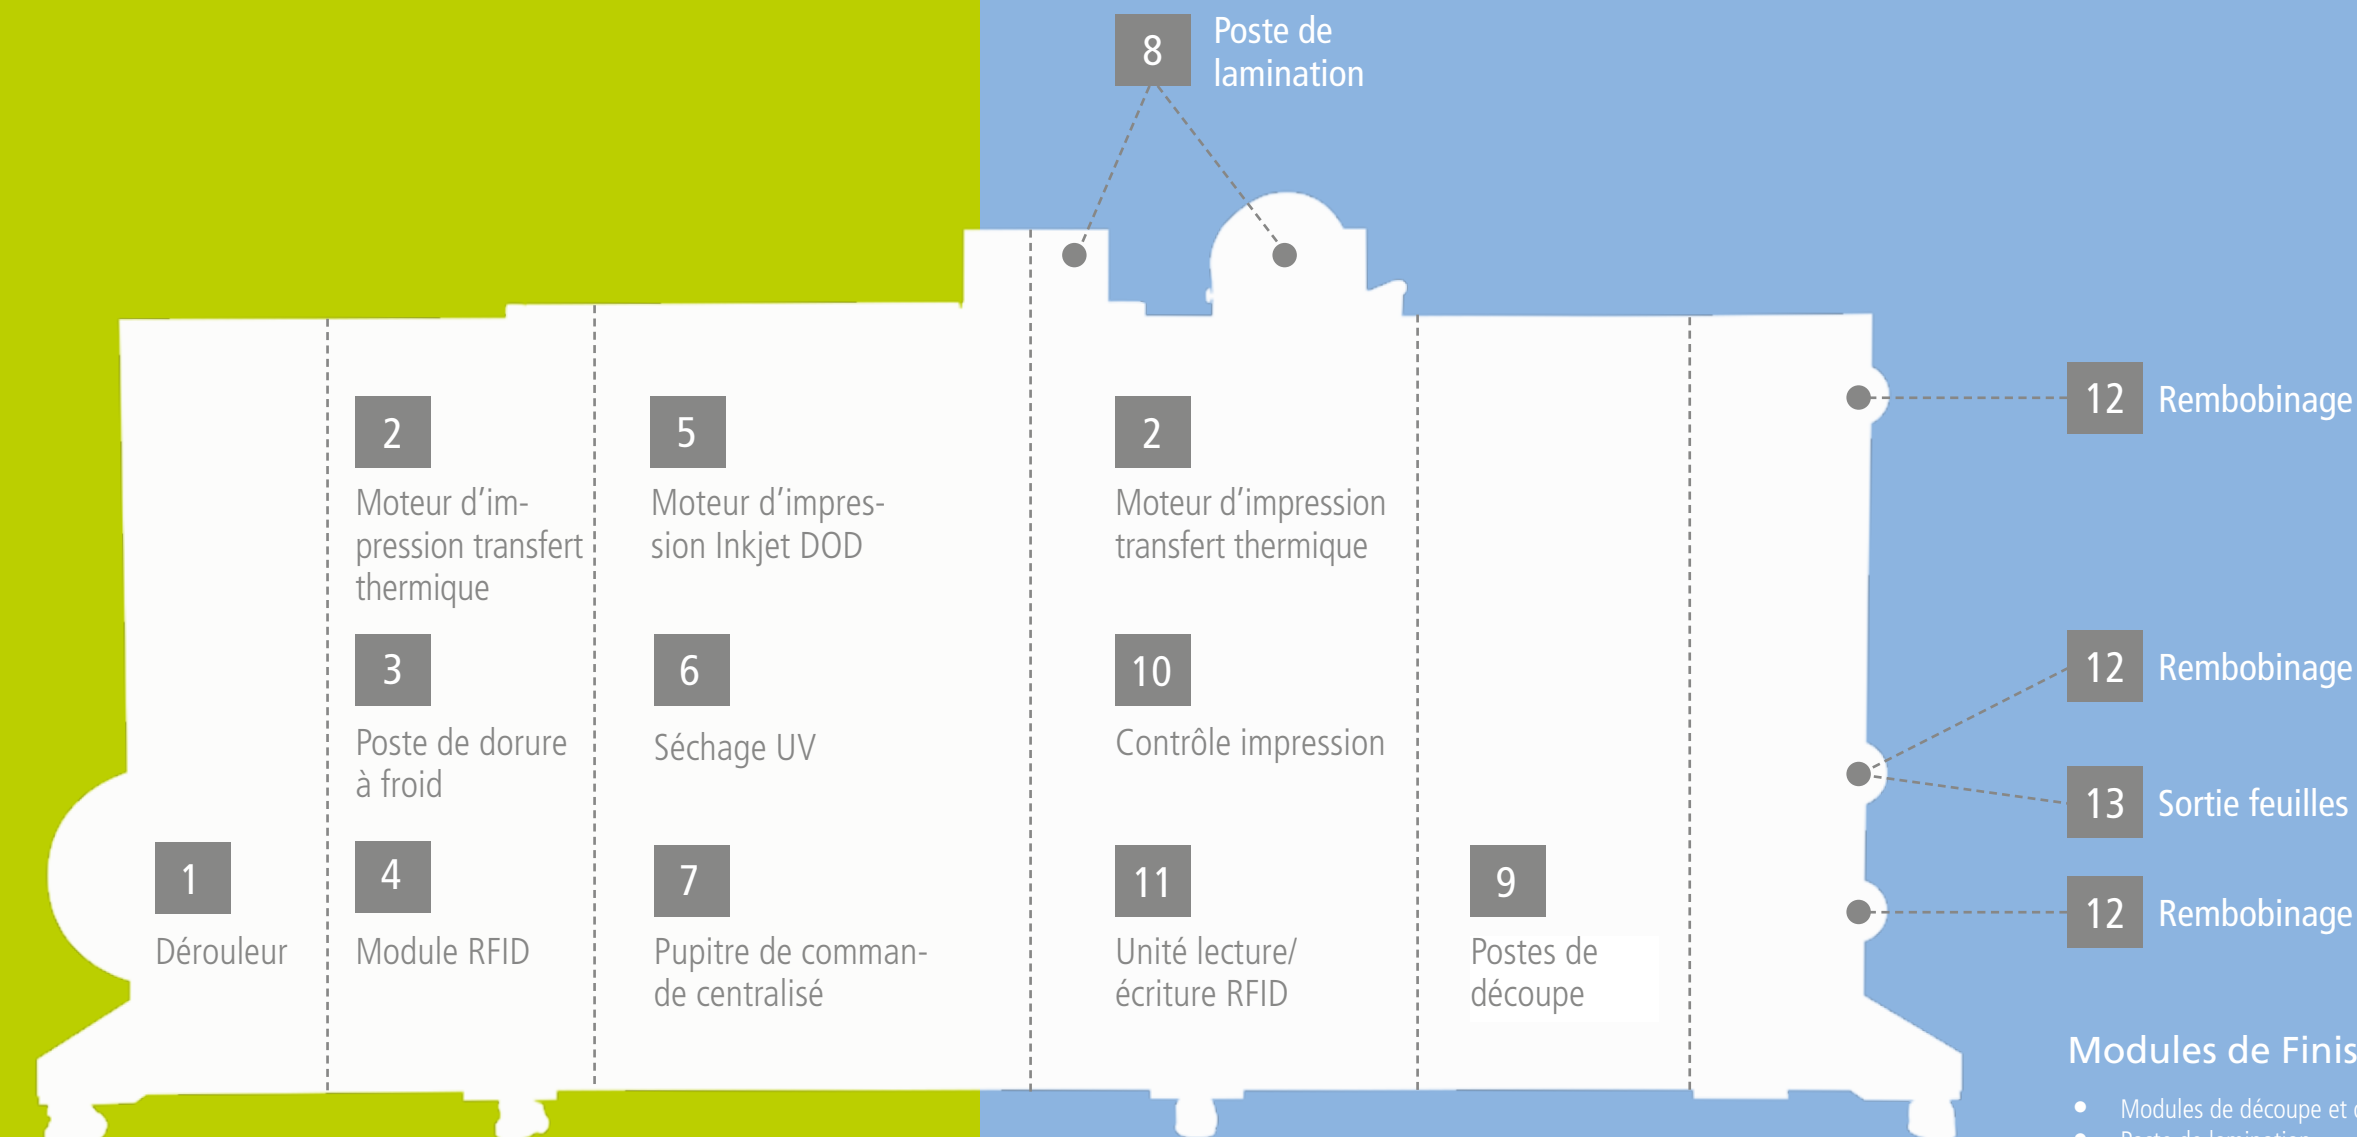 8
Poste de
lamination
2
Moteur d’im-
pression transfert
thermique
3
Poste de dorure
à froid
4
Module RFID
1
Dérouleur
5
Moteur d’impres-
sion Inkjet DOD
6
Séchage UV
7
Pupitre de comman-
de centralisé
2
Moteur d’impression
transfert thermique
10
Contrôle impression
11
Unité lecture/
écriture RFID
9
Postes de
découpe
12 Rembobinage
12 Rembobinage
13 Sortie feuilles
12 Rembobinage
Modules de Finis
• Modules de découpe et
• Poste de lamination